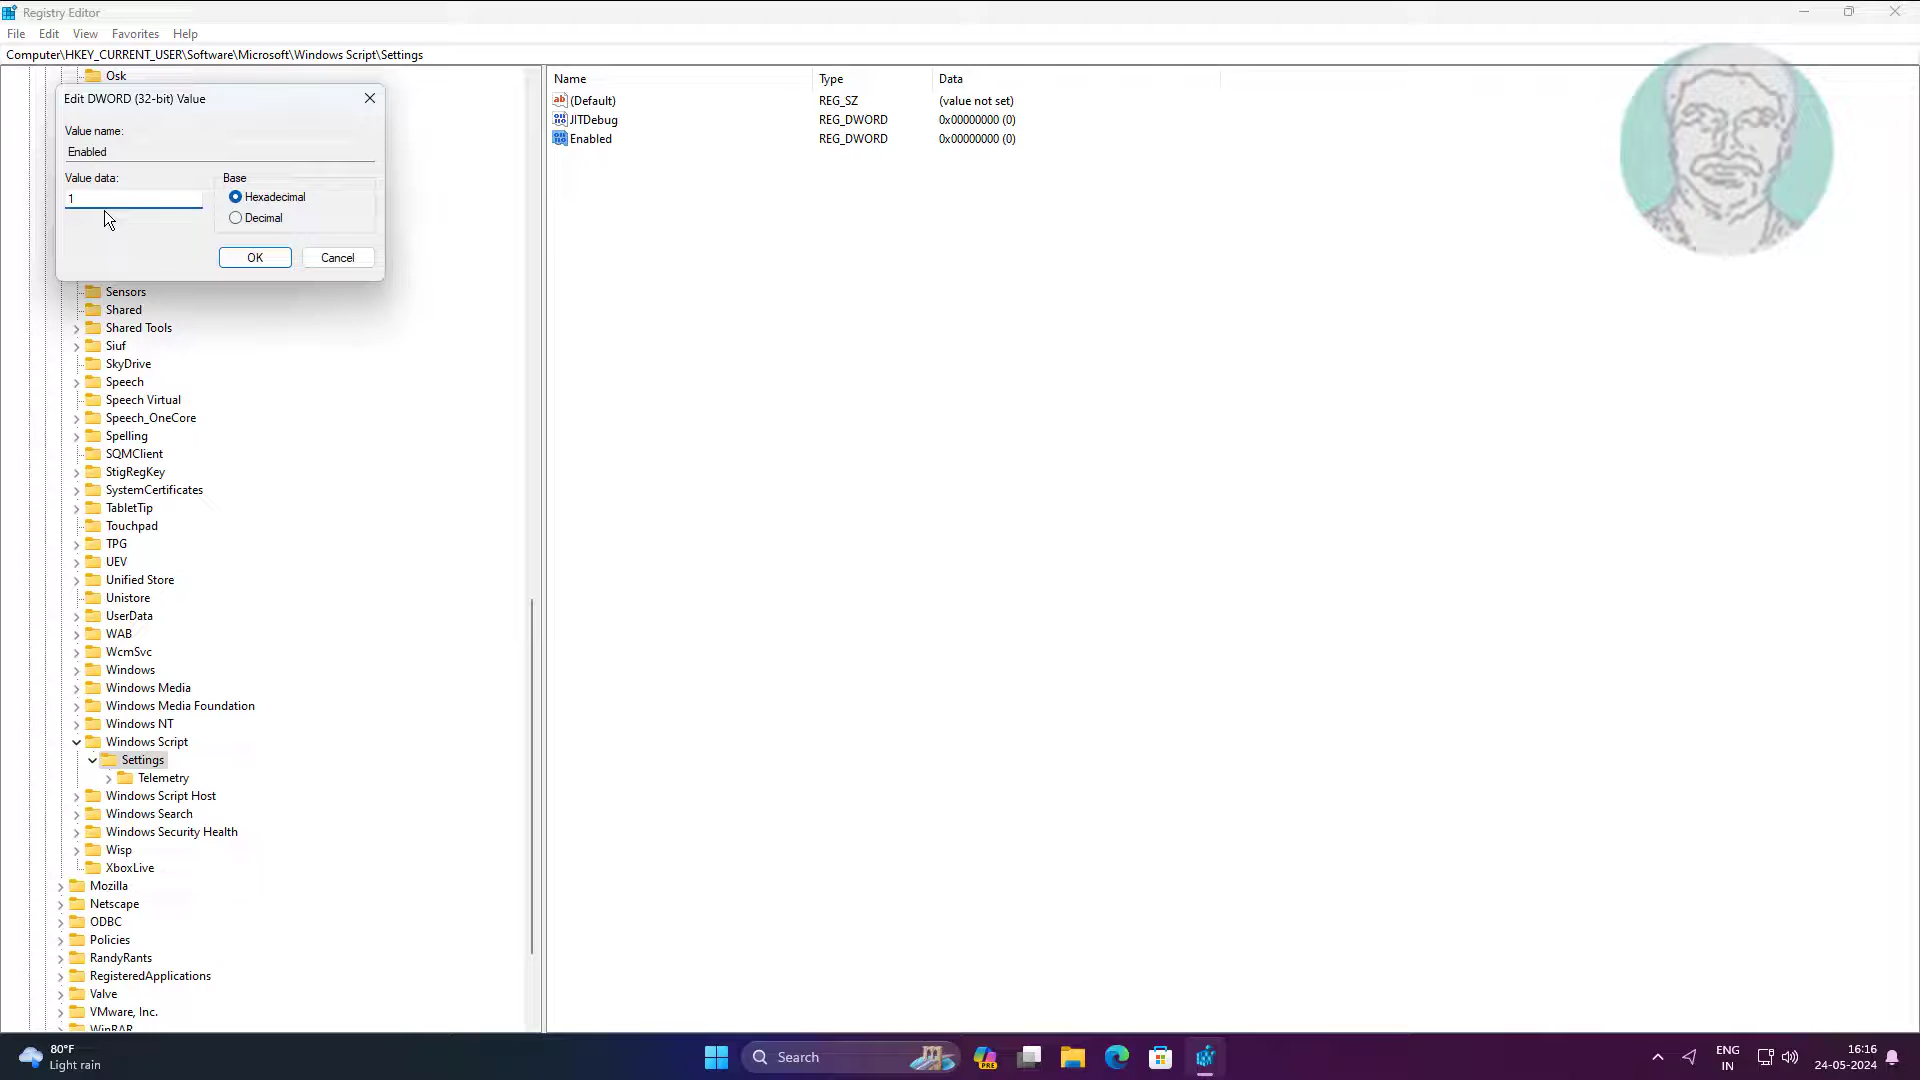 Registry Editor
File Edit View Favorites Help
Computer\HKEY_CURRENT_USER\Software\Microsoft\Windows Script\Settings
Osk
Edit DWORD (32-bit) Value
Value name:
Enabled
Value data:
1
Base
Hexadecimal
Decimal
OK Cancel
Sensors
Shared
Shared Tools
Siuf
SkyDrive
Speech
Speech Virtual
Speech_OneCore
Spelling
SQMClient
StigRegKey
SystemCertificates
TabletTip
Touchpad
TPG
UEV
Unified Store
Unistore
UserData
WAB
WcmSvc
Windows
Windows Media
Windows Media Foundation
Windows NT
Windows Script
Settings
Telemetry
Windows Script Host
Windows Search
Windows Security Health
Wisp
XboxLive
Mozilla
Netscape
ODBC
Policies
RandyRants
RegisteredApplications
Valve
VMware, Inc.
WinRAR
Name Type Data
(Default) REG_SZ (value not set)
JITDebug REG_DWORD 0x00000000 (0)
Enabled REG_DWORD 0x00000000 (0)
80°F
Light rain
Search
PRE
ENG
IN
16:16
24-05-2024